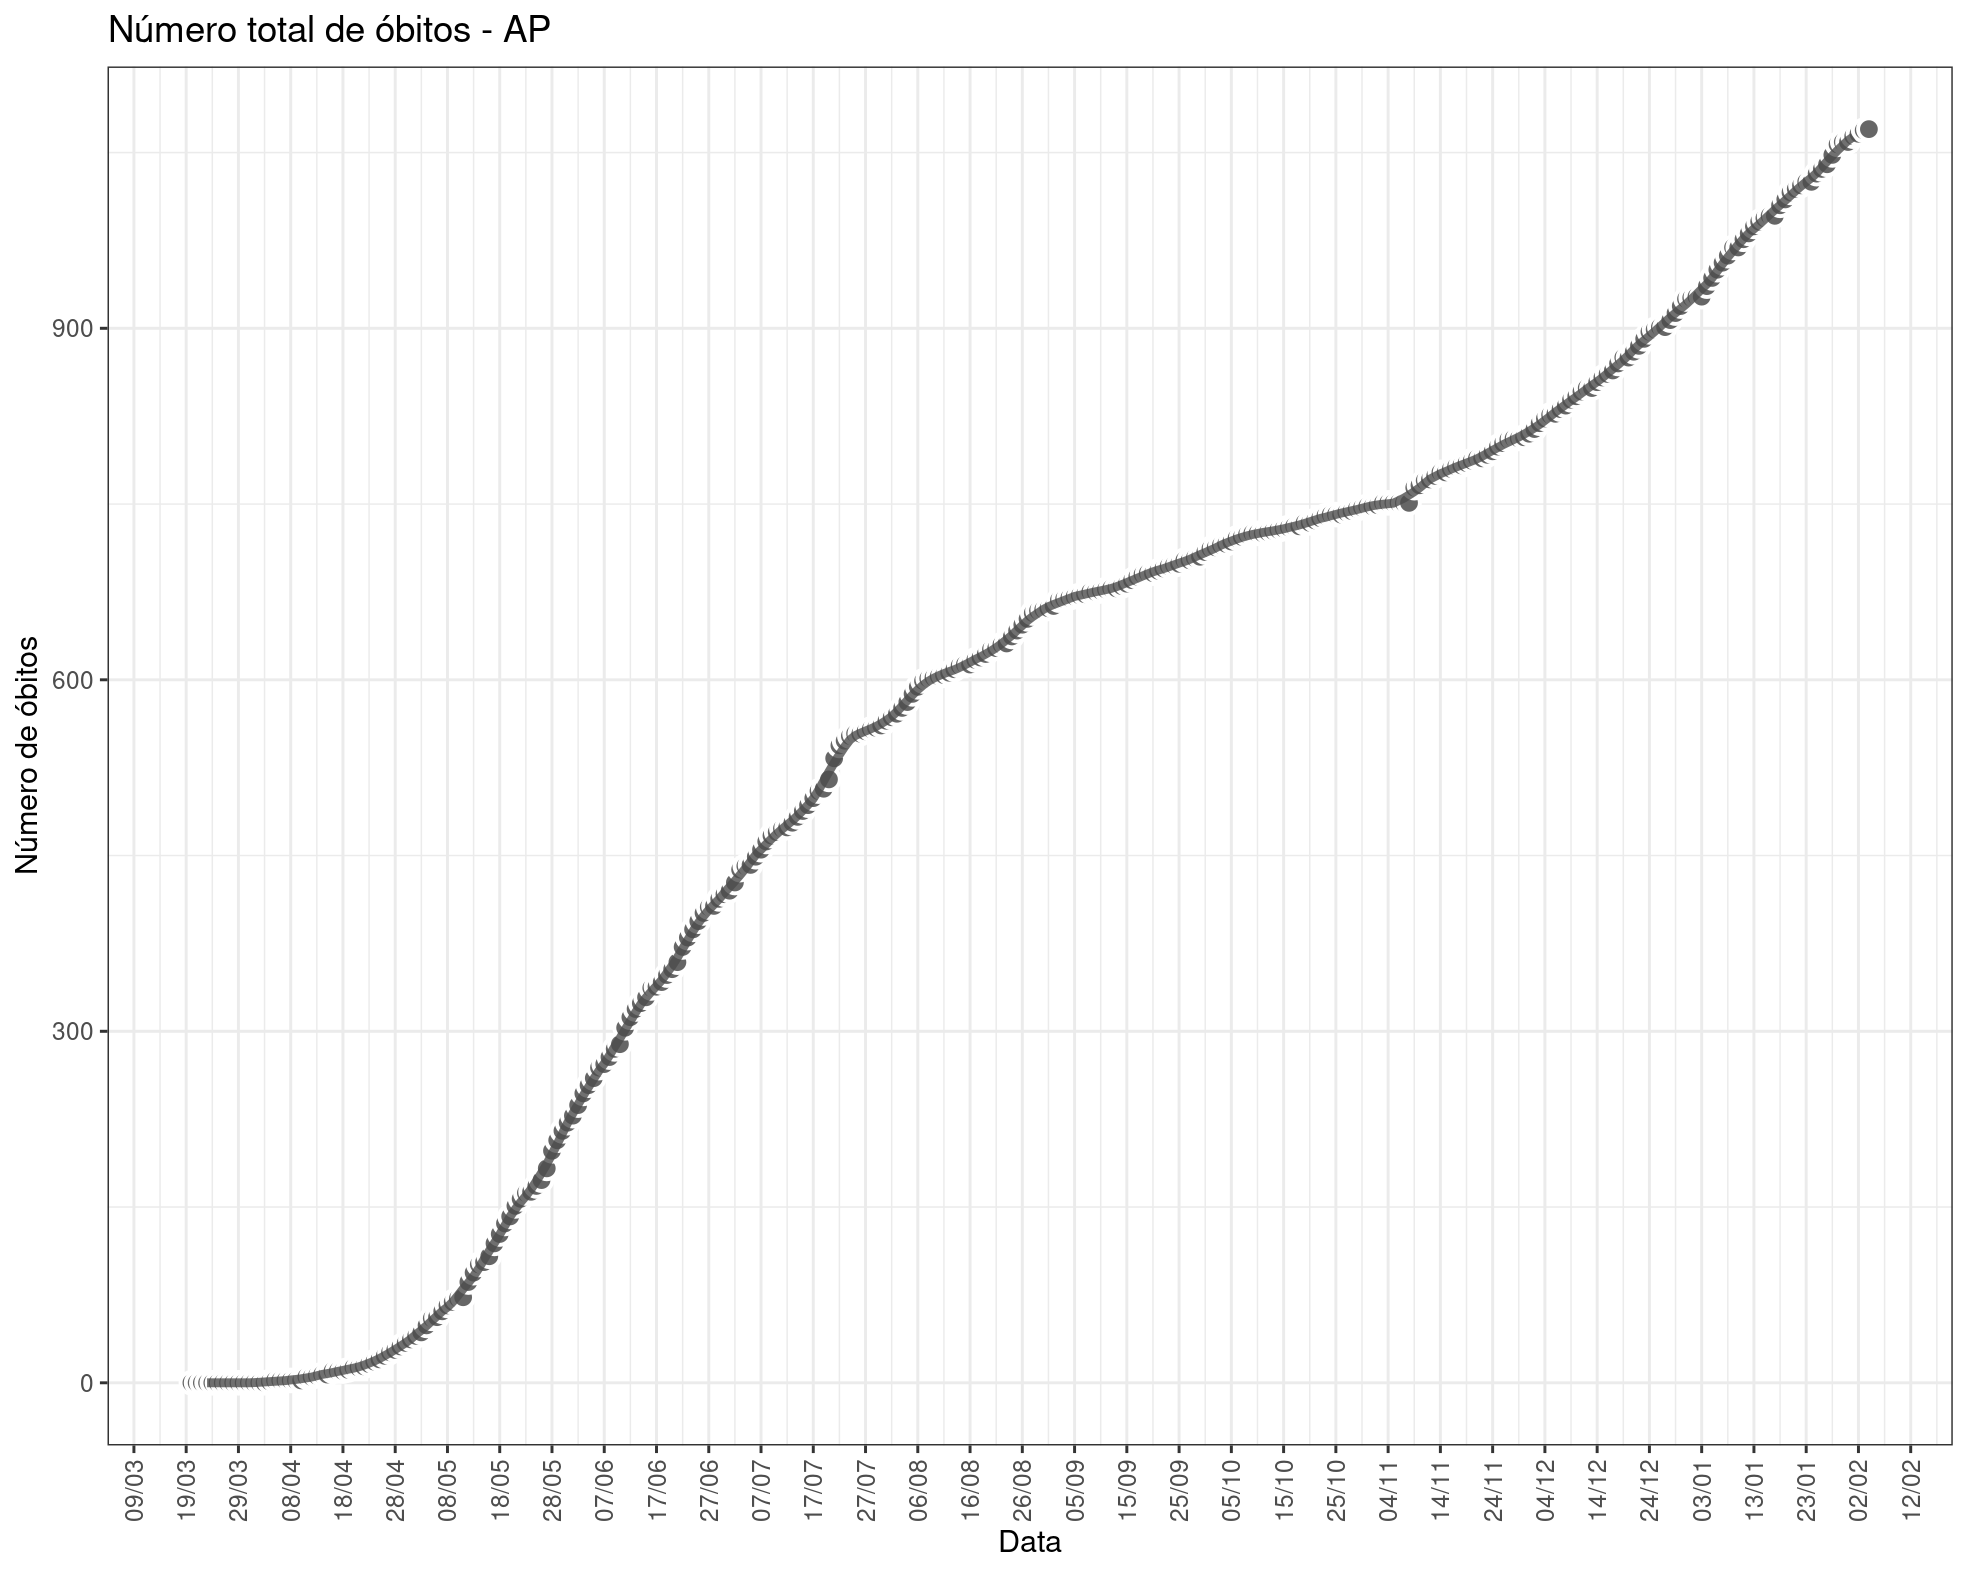 Número total de óbitos - AP
Número de óbitos
900
600
300
0
09/03 19/03 29/03 08/04 18/04 28/04 08/05 18/05 28/05 07/06 17/06 27/06 07/07 17/07 27/07 06/08 16/08 26/08 05/09 15/09 25/09 05/10 15/10 25/10 04/11 14/11 24/11 04/12 14/12 24/12 03/01 13/01 23/01 02/02 12/02
Data